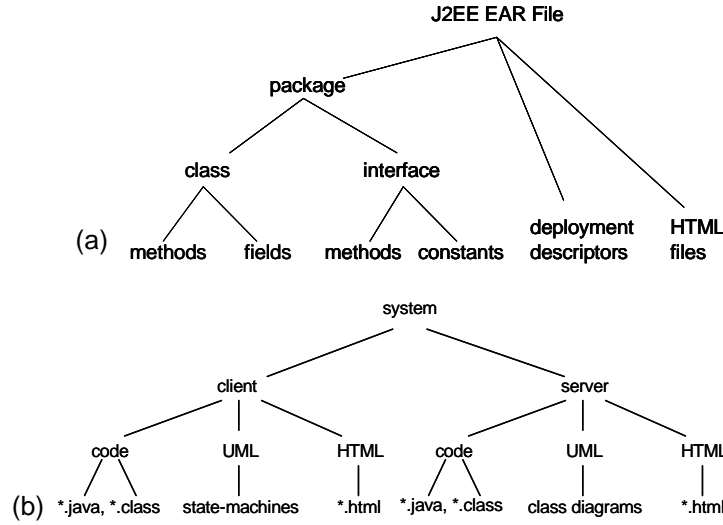 J2EE EAR File
package
class interface
deployment HTML
(a) methods fields methods constants descriptors files
system
client server
code UML HTML code UML HTML
(b) *.java, *.class state-machines *.html *.java, *.class class diagrams *.html